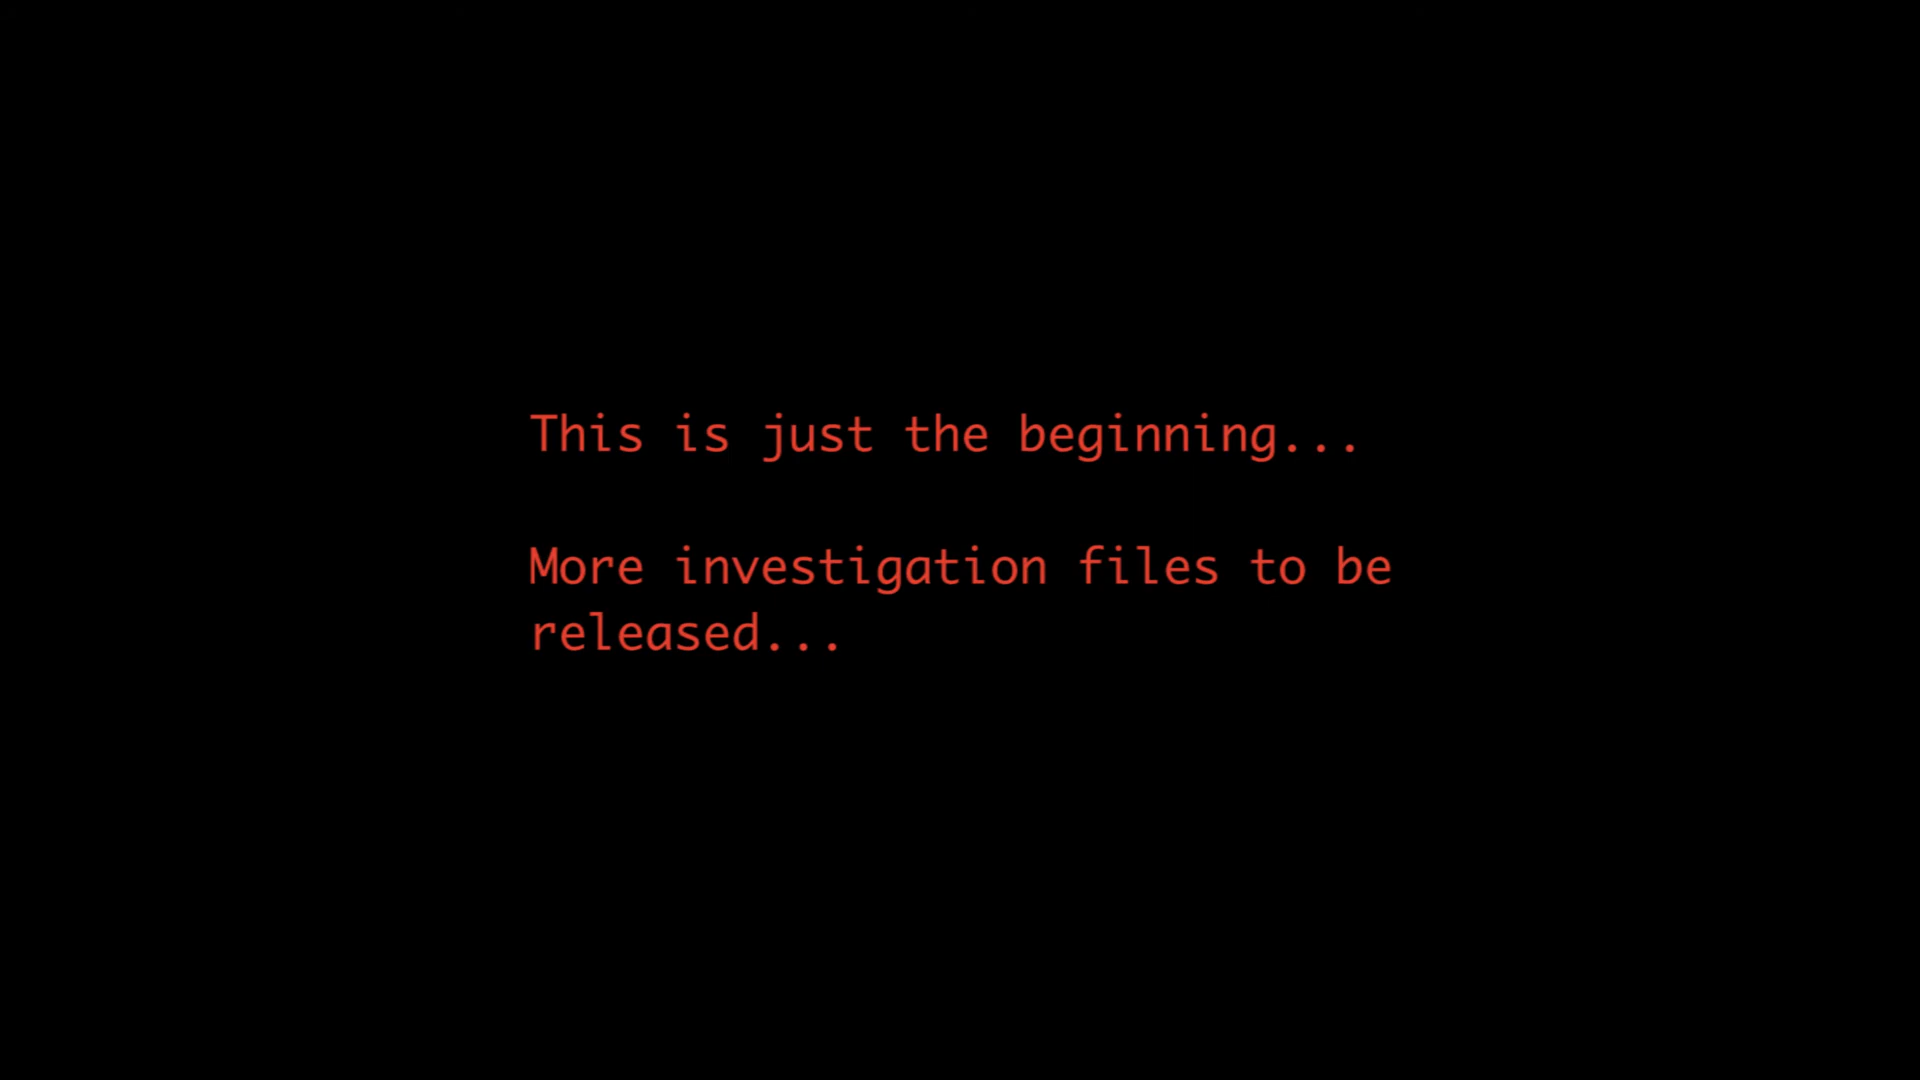 This is just the beginning...
More investigation files to be
released...